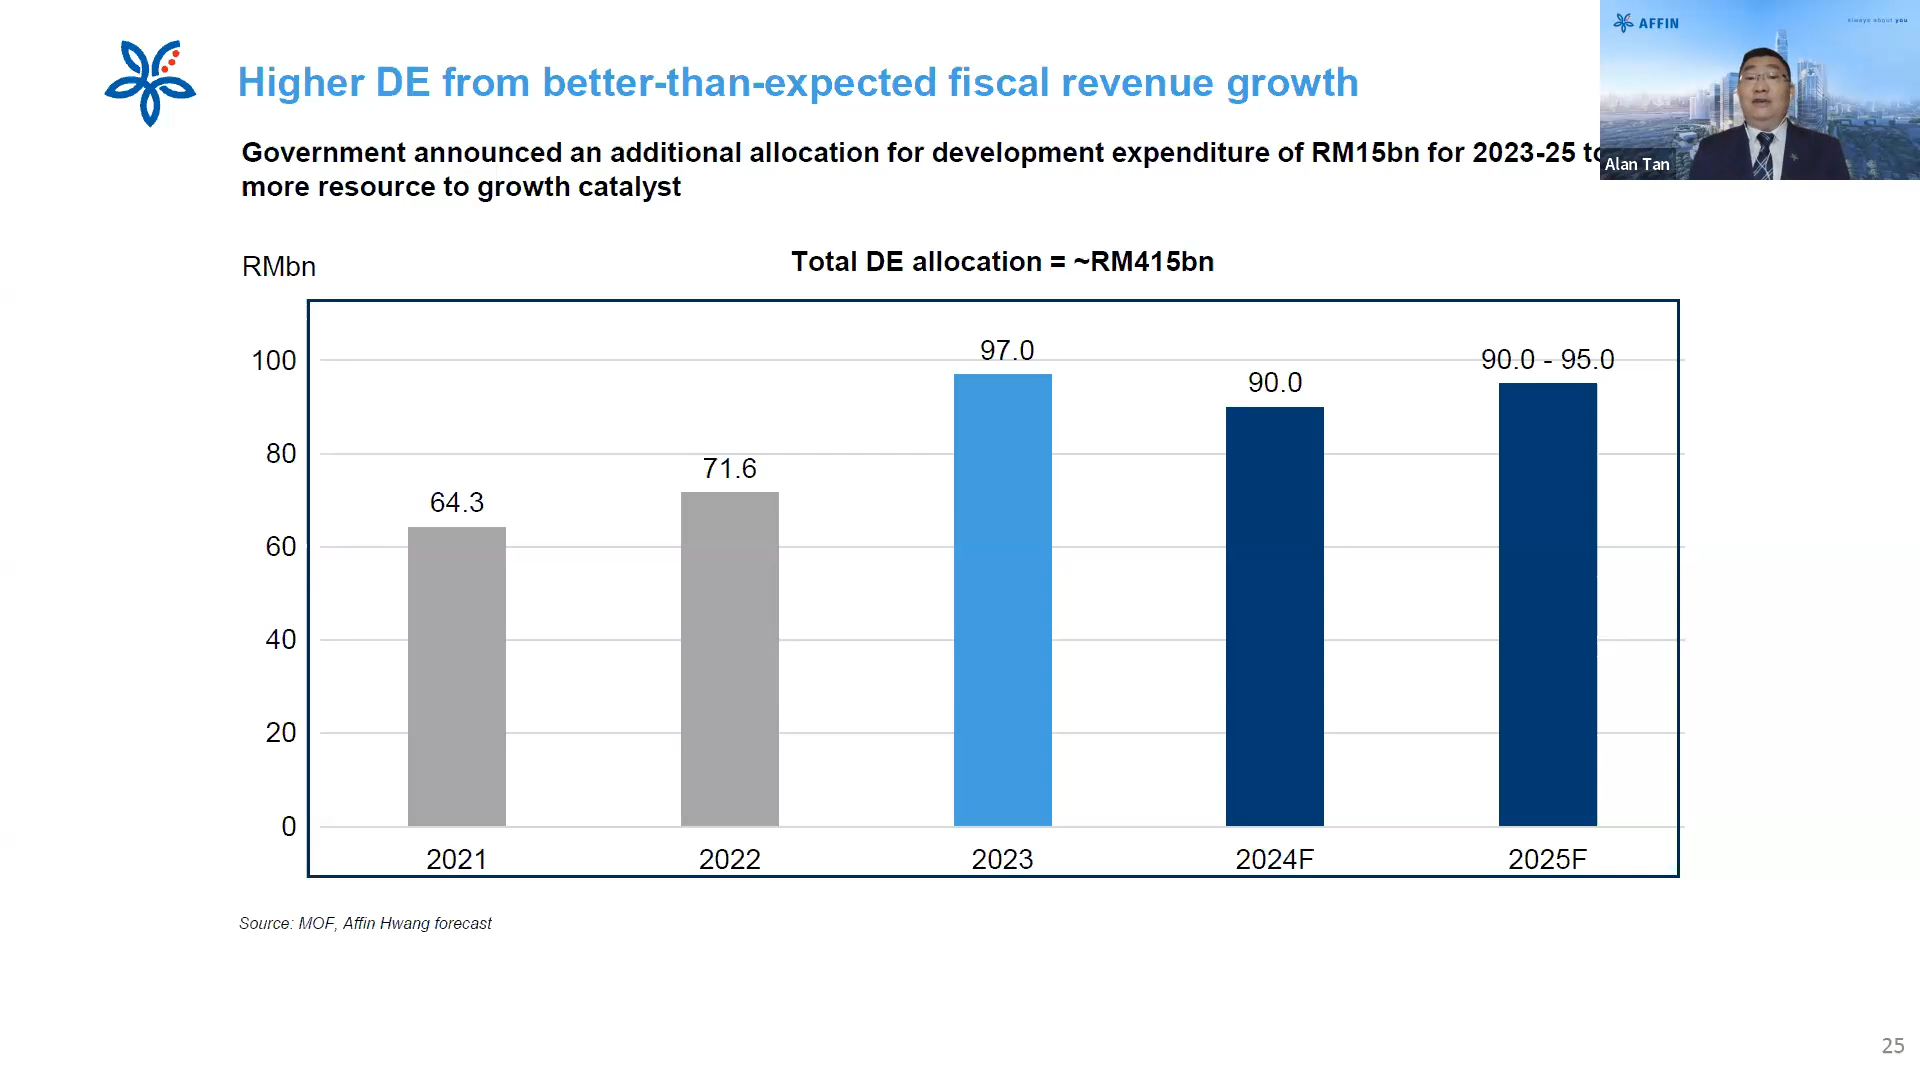 Higher DE from better-than-expected fiscal revenue growth
Government announced an additional allocation for development expenditure of RM15bn for 2023-25
more resource to growth catalyst
AFFIN
always about you
Alan Tan
RMbn
Total DE allocation = ~RM415bn
100
80
60
40
20
0
64.3
71.6
97.0
90.0
90.0 - 95.0
2021
2022
2023
2024F
2025F
Source: MOF, Affin Hwang forecast
25